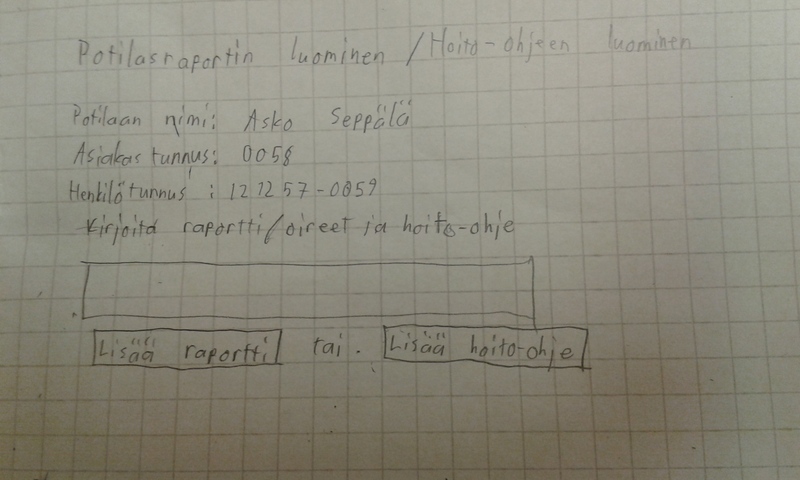 Potilasraportin luominen / Hoito-ohjeen luominen
Potilaan nimi: Asko Seppälä
Asiakastunnus: 0058
Henkilötunnus: 121257-0059
Kirjoita raportti/oireet ja hoito-ohje
Lisää raportti tai. Lisää hoito-ohje